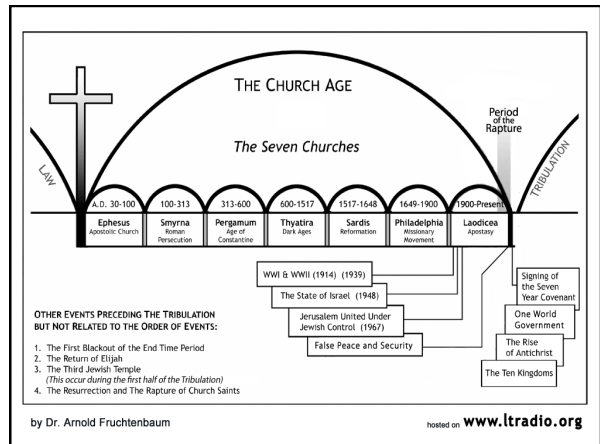 THE CHURCH AGE
Period
of the
Rapture
The Seven Churches
LAW
TRIBULATION
A.D. 30-100
100-313
313-600
600-1517
1517-1648
1649-1900
1900-Present
Ephesus
Apostolic Church
Smyrna
Roman
Persecution
Pergamum
Age of
Constantine
Thyatira
Dark Ages
Sardis
Reformation
Philadelphia
Missionary
Movement
Laodicea
Apostasy
WWI & WWII (1914) (1939)
The State of Israel (1948)
Jerusalem United Under
Jewish Control (1967)
False Peace and Security
Signing of
the Seven
Year Covenant
One World
Government
The Rise
of Antichrist
The Ten Kingdoms
OTHER EVENTS PRECEDING THE TRIBULATION
BUT NOT RELATED TO THE ORDER OF EVENTS:
1. The First Blackout of the End Time Period
2. The Return of Elijah
3. The Third Jewish Temple
(This occur during the first half of the Tribulation)
4. The Resurrection and The Rapture of Church Saints
by Dr. Arnold Fruchtenbaum
hosted on www.ltradio.org